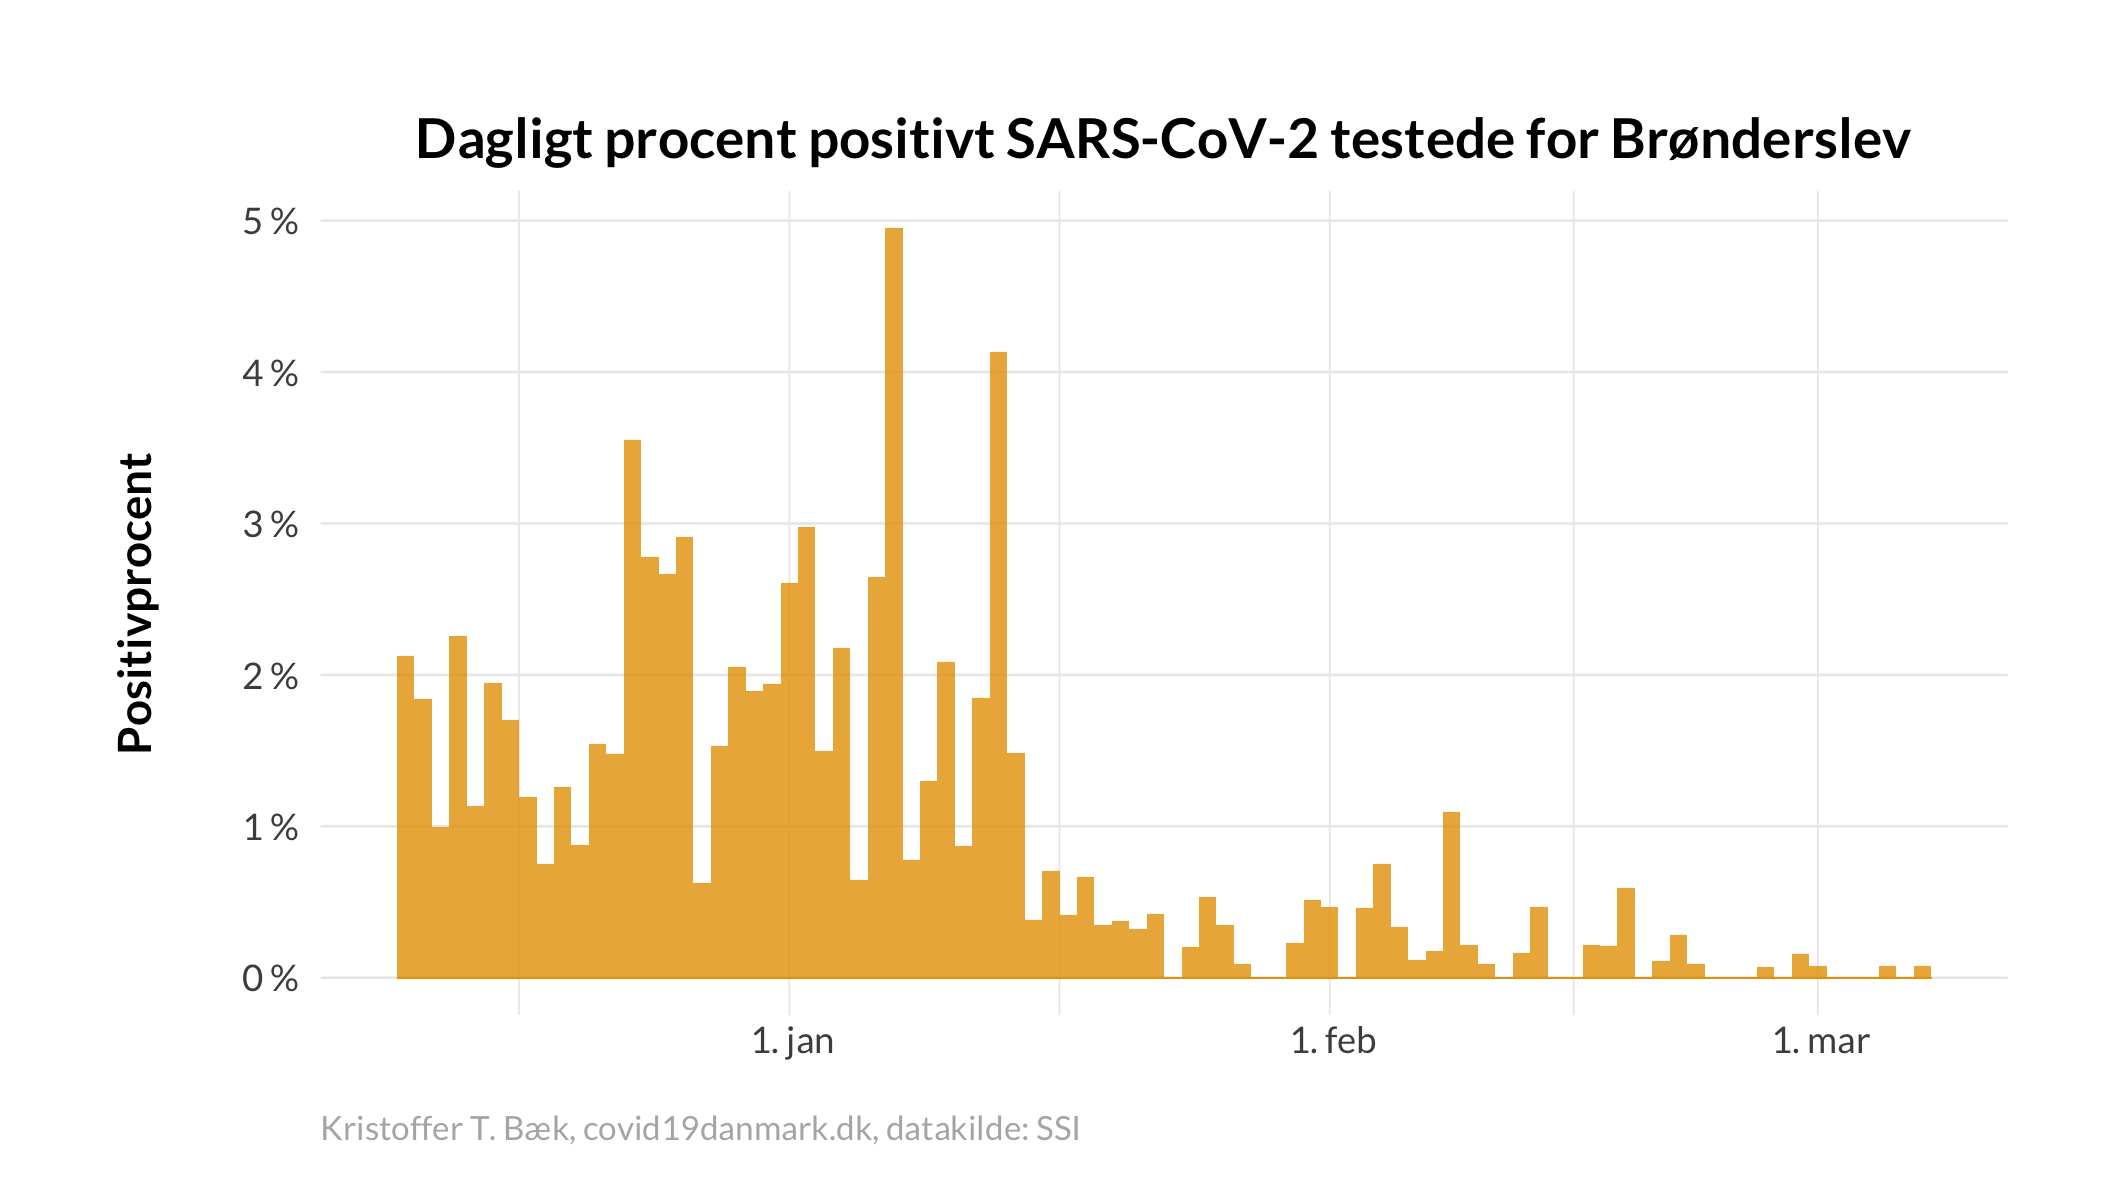 Dagligt procent positivt SARS-CoV-2 testede for Brønderslev
Positivprocent
5 %
4 %
3 %
2 %
1 %
0 %
1. jan
1. feb
1. mar
Kristoffer T. Bæk, covid19danmark.dk, datakilde: SSI